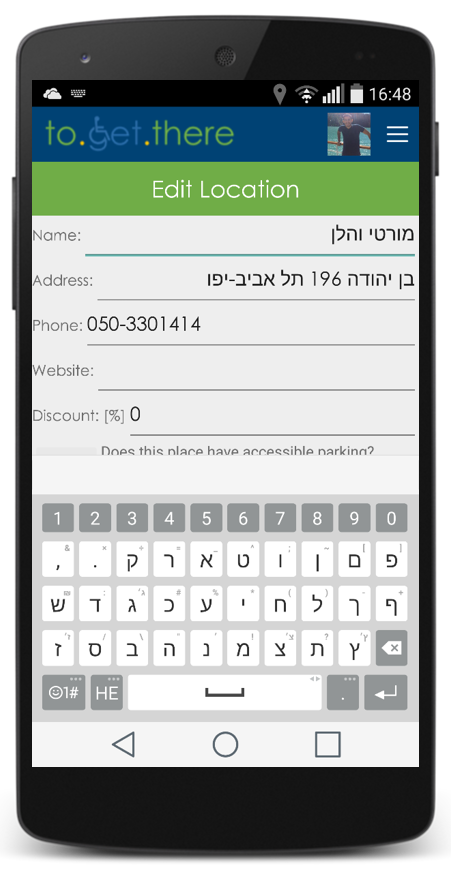 16:48
to.get.there
Edit Location
Name: מורטי והלן
Address: בן יהודה 196 תל אביב-יפו
Phone: 050-3301414
Website:
Discount: [%] 0
Does this place have accessible parking?
1 2 3 4 5 6 7 8 9 0
, . ק ר א ט ו ן ם פ
ש ד ג כ ע י ח ל ך ף
ז ס ב ה נ מ צ ת ץ
1# HE .